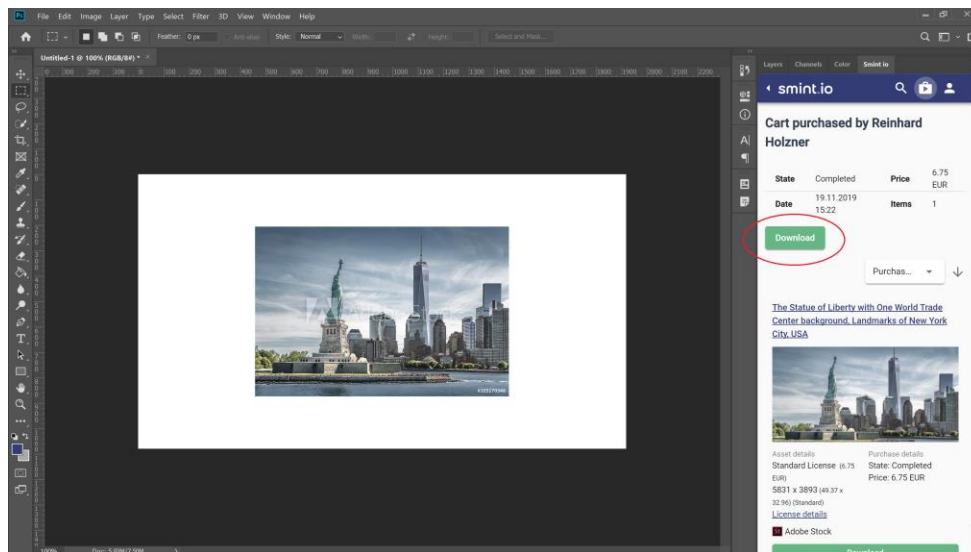 File Edit Image Layer Type Select Filter 3D View Window Help
Feather: 0 px Anti-alias Style: Normal Width: Height: Select and Mask...
Untitled-1 @ 100% (RGB/8#) * ×
Layers Channels Color Smint io
smint.io
Cart purchased by Reinhard
Holzner
State Completed Price 6.75
EUR
Date 19.11.2019 Items 1
15:22
Download
Purchas...
The Statue of Liberty with One World Trade
Center background, Landmarks of New York
City, USA
Asset details Purchase details
Standard License (6.75 State: Completed
EUR) Price: 6.75 EUR
5831 x 3893 (49.37 x
32.96) (Standard)
License details
St Adobe Stock
Download
100%